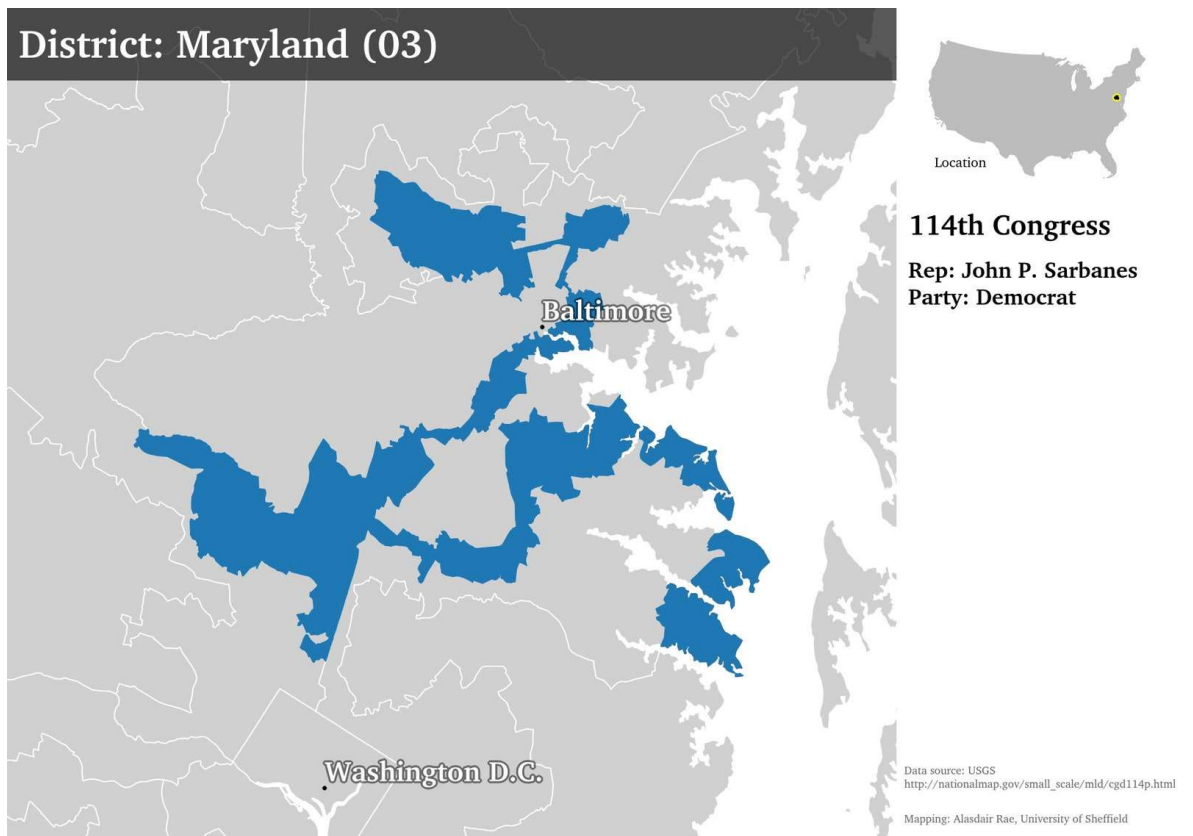 District: Maryland (03)
Location
114th Congress
Rep: John P. Sarbanes
Party: Democrat
Baltimore
Washington D.C.
Data source: USGS
http://nationalmap.gov/small_scale/mld/cgd114p.html
Mapping: Alasdair Rae, University of Sheffield